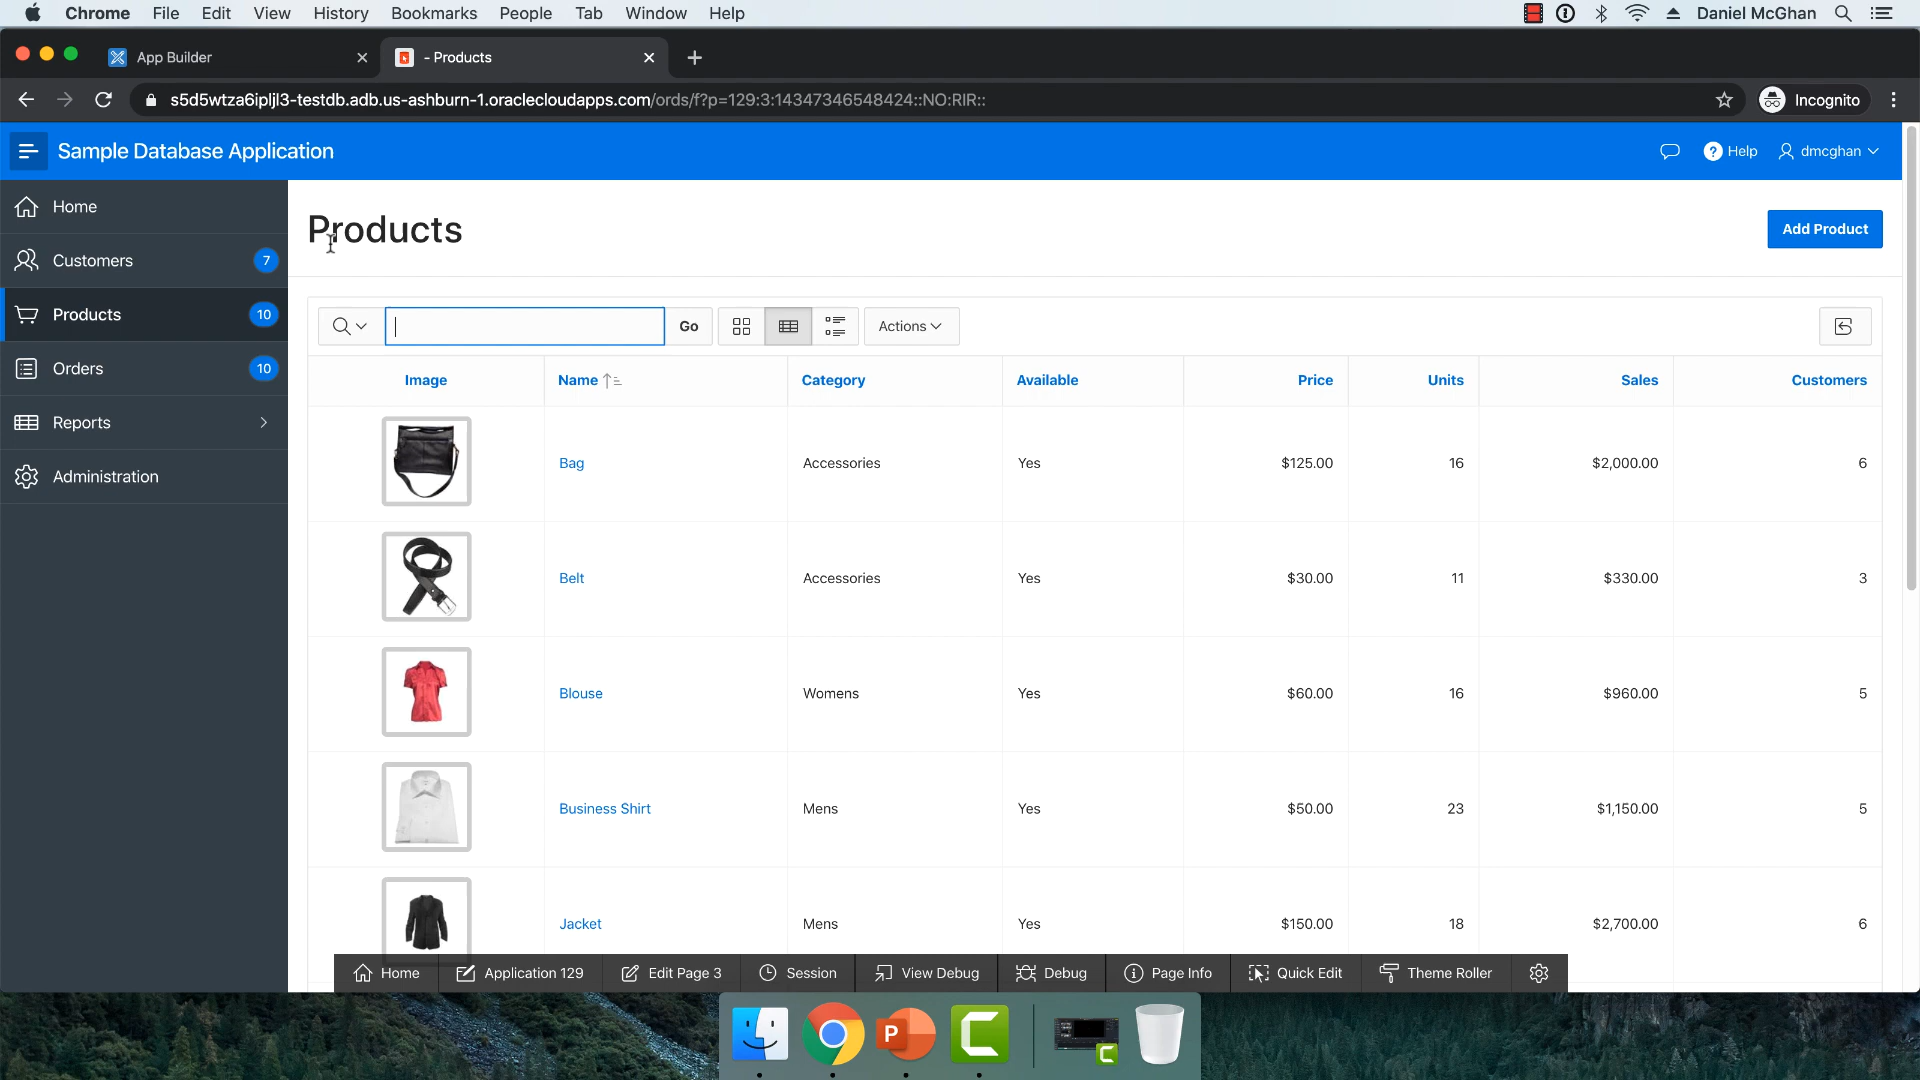 Chrome File Edit View History Bookmarks People Tab Window Help Daniel McGhan
App Builder - Products
s5d5wtza6ipljl3-testdb.adb.us-ashburn-1.oraclecloudapps.com/ords/f?p=129:3:14347346548424::NO:RIR:: Incognito
Sample Database Application ? Help dmcghan
Home
Customers 7
Products 10
Orders 10
Reports
Administration
Products Add Product
Go Actions
Image Name Category Available Price Units Sales Customers
Bag Accessories Yes $125.00 16 $2,000.00 6
Belt Accessories Yes $30.00 11 $330.00 3
Blouse Womens Yes $60.00 16 $960.00 5
Business Shirt Mens Yes $50.00 23 $1,150.00 5
Jacket Mens Yes $150.00 18 $2,700.00 6
Home Application 129 Edit Page 3 Session View Debug Debug Page Info Quick Edit Theme Roller
P C C